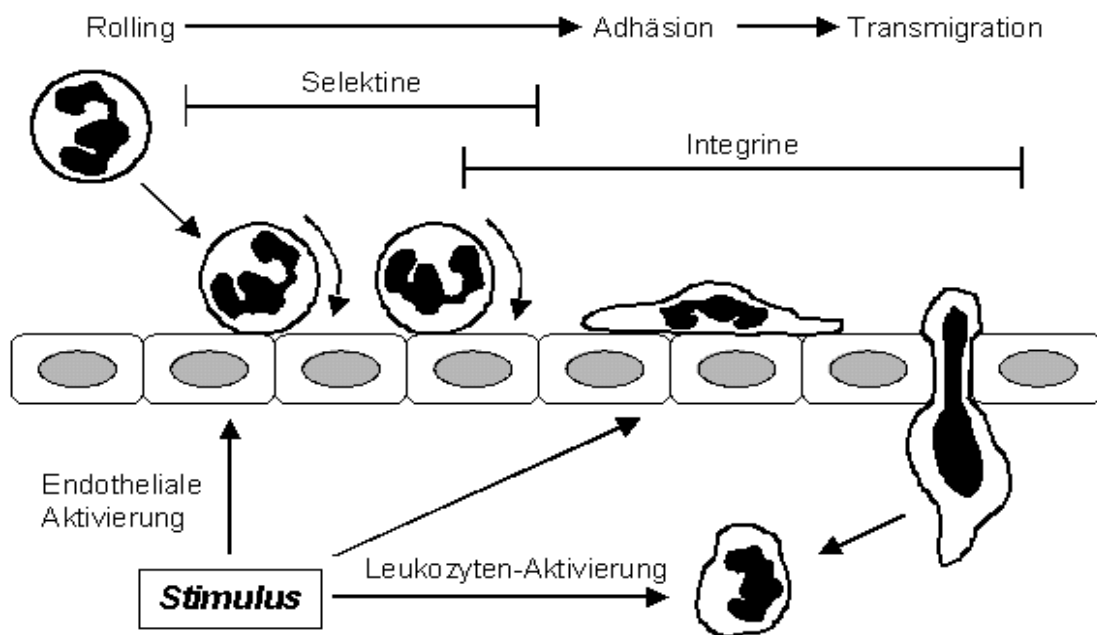 Rolling Adhäsion Transmigration
Selektine
Integrine
Endotheliale
Aktivierung
Leukozyten-Aktivierung
Stimulus